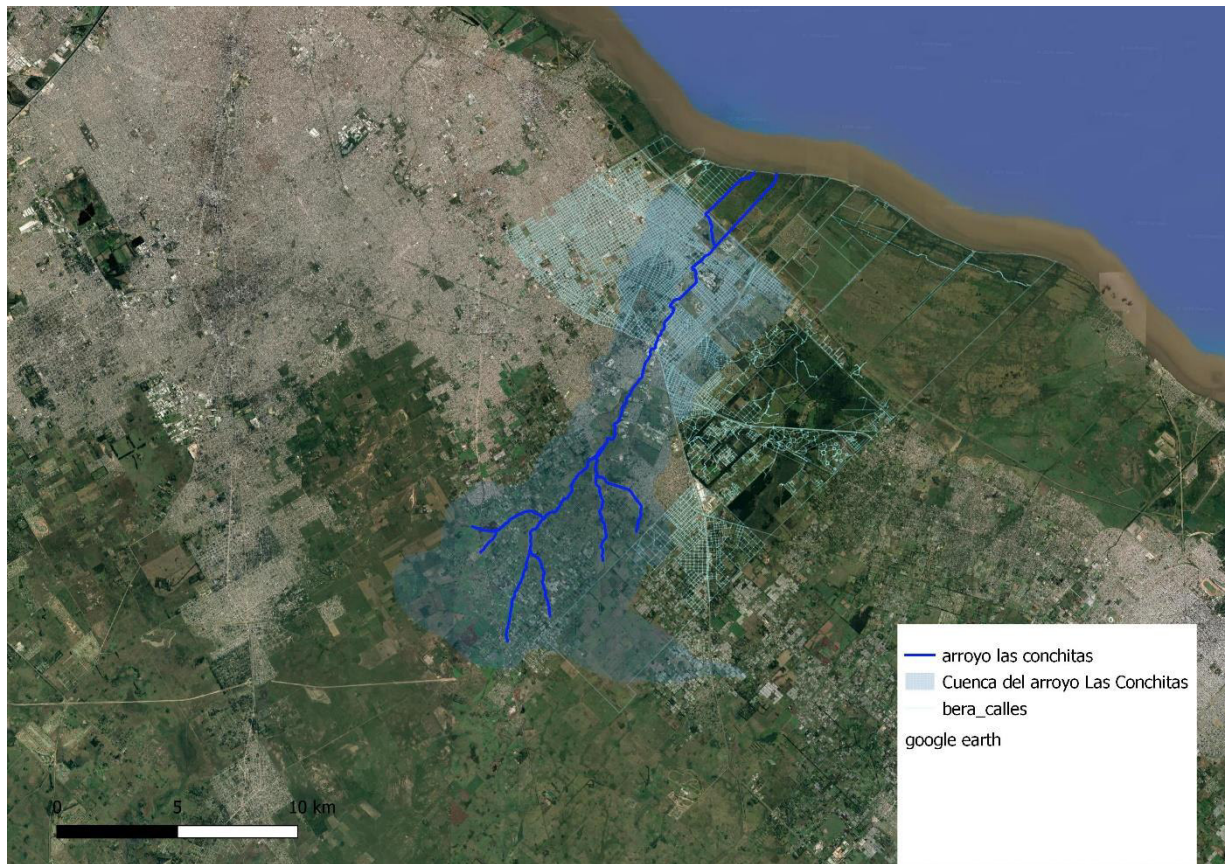 arroyo las conchitas
Cuenca del arroyo Las Conchitas
bera_calles
google earth
0 5 10 km